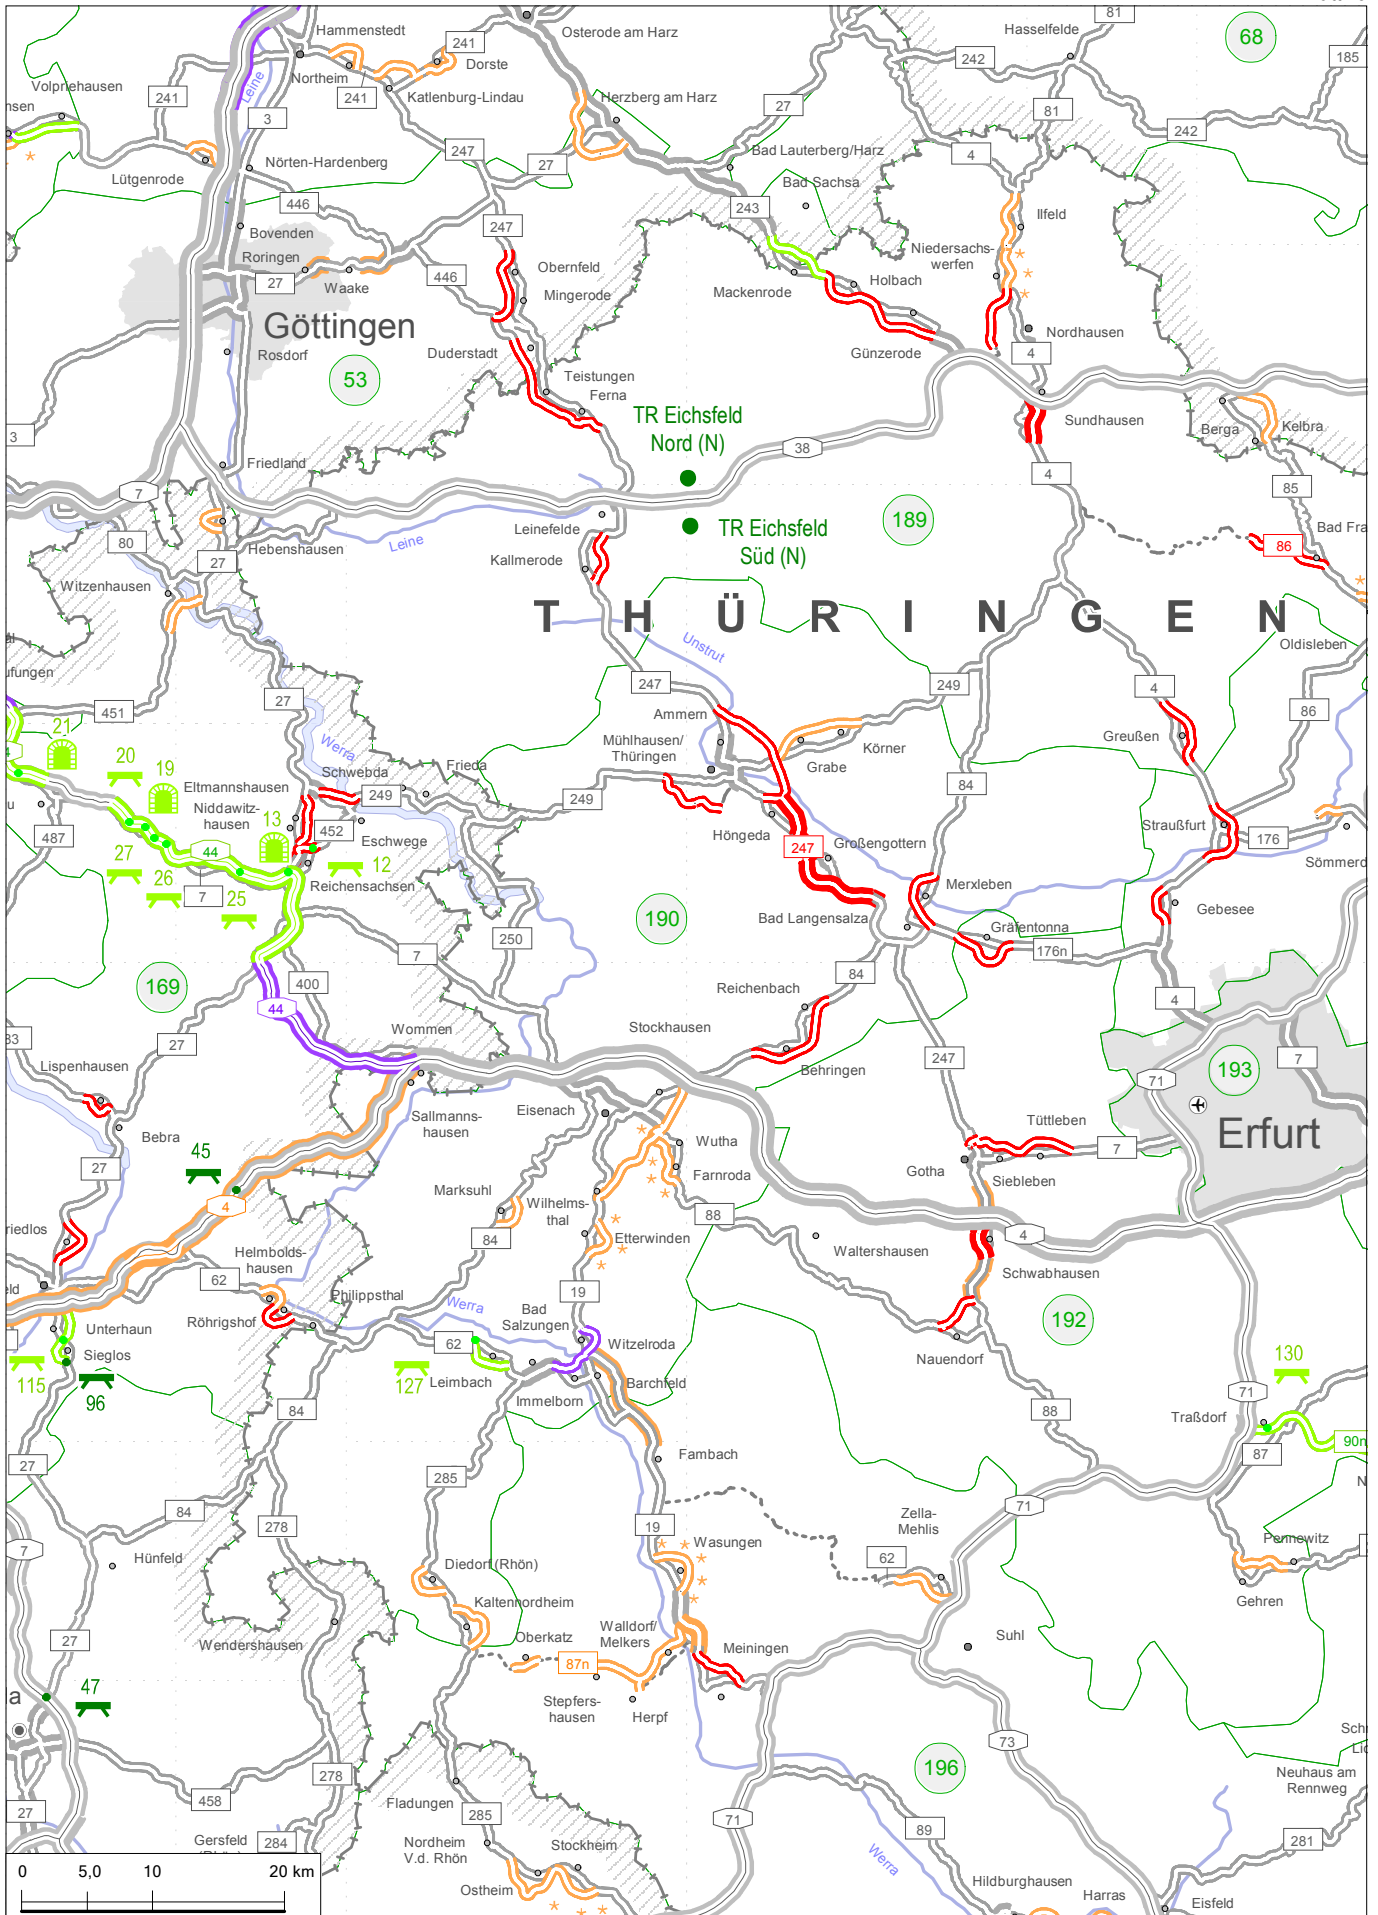 81
Hammenstedt
Osterode am Harz
Hasselfelde
68
241
Dorste
242
185
Northeim
Volpriehausen
241
241
Katlenburg-Lindau
Herzberg am Harz
27
81
nsen
Leine
3
242
Nörten-Hardenberg
247
27
Bad Lauterberg/Harz
4
Lütgenrode
Bad Sachsa
446
243
Ilfeld
Bovenden
247
Niedersachs-
werfen
Roringen
446
Obernfeld
27
Waake
Mingerode
Mackenrode
Holbach
Göttingen
Nordhausen
Rosdorf
Duderstadt
Günzerode
4
53
Teistungen
Ferna
TR Eichsfeld
Nord (N)
Sundhausen
Berga
Kelbra
3
38
Friedland
4
7
85
Leinefelde
TR Eichsfeld
Süd (N)
189
Bad Fra
80
Hebenshausen
Leine
86
27
Kallmerode
Witzenhausen
THÜRINGEN
Unstrut
Oldisleben
ufungen
247
249
4
27
451
Ammern
86
21
Mühlhausen/
Thüringen
Greußen
Werra
Körner
20
19
Schwebda
Frieda
Grabe
Eltmannshausen
84
Niddawitz-
hausen
249
249
13
Straußfurt
487
452
Eschwege
Höngeda
176
44
247
Großengottern
27
12
Sömmerd
26
7
Reichensachsen
Merxleben
25
190
Bad Langensalza
Gebesee
250
Gräfentonna
7
176n
169
84
400
Reichenbach
4
44
Stockhausen
Wommen
27
247
7
Lispenhausen
Behringen
193
71
Sallmanns-
hausen
Eisenach
Tüttleben
Erfurt
Bebra
Wutha
45
7
27
Gotha
Farnroda
Siebleben
Marksuhl
Wilhelms-
thal
4
88
riedlos
Etterwinden
4
84
Waltershausen
Helmbolds-
hausen
Schwabhausen
62
19
Philippsthal
Werra
Bad
Salzungen
Röhrigshof
192
Unterhaun
62
Witzelroda
Sieglos
Nauendorf
130
115
127
Leimbach
Barchfeld
96
Immelborn
71
84
88
Traßdorf
Fambach
90n
27
87
285
84
71
278
19
Zella-
Mehlis
7
Wasungen
Pennewitz
Hünfeld
62
Diedorf (Rhön)
Kaltennordheim
Gehren
27
Walldorf/
Melkers
Wendershausen
Oberkatz
Suhl
Meiningen
87n
47
Stepfers-
hausen
Herpf
73
196
278
Neuhaus am
Rennweg
458
Fladungen
27
285
71
Gersfeld
284
Nordheim
V.d. Rhön
Stockheim
89
281
Werra
0 5,0 10 20 km
Ostheim
Hildburghausen
Harras
Eisfeld